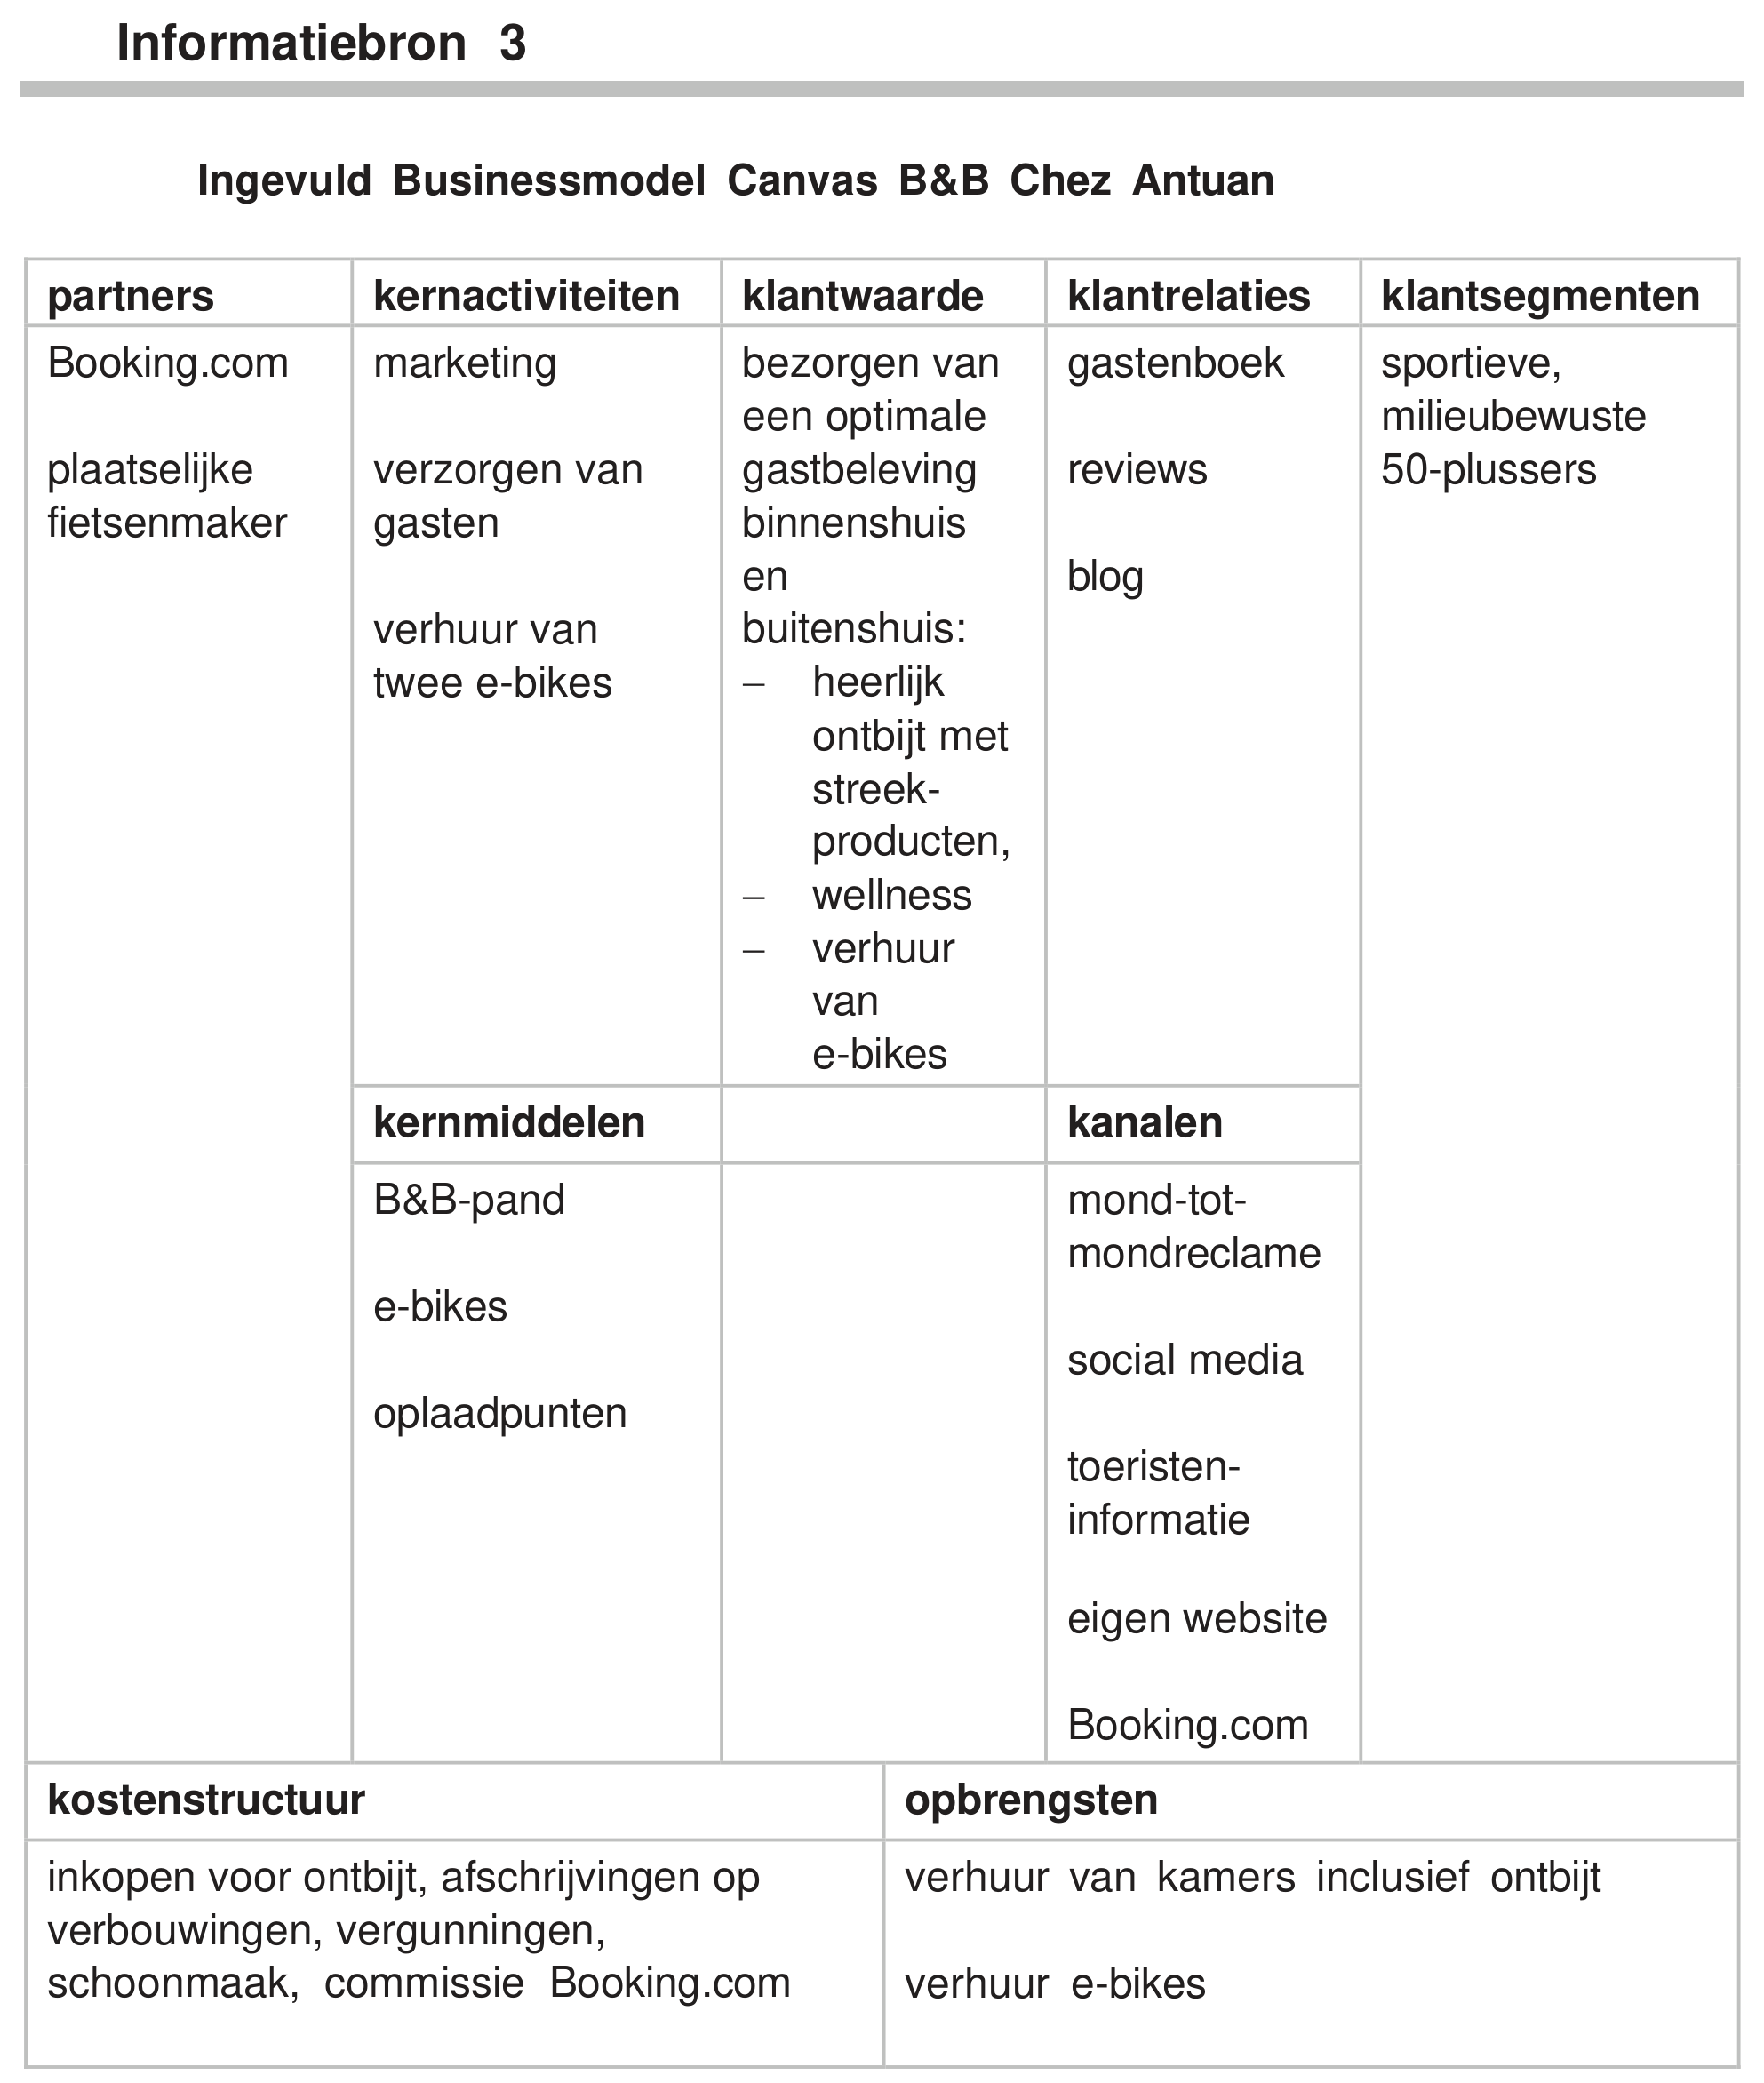 Informatiebron 3
Ingevuld Businessmodel Canvas B&B Chez Antuan
partners
kernactiviteiten
klantwaarde
klantrelaties
klantsegmenten
Booking.com
plaatselijke
fietsenmaker
marketing
verzorgen van
gasten
verhuur van
twee e-bikes
bezorgen van
een optimale
gastbeleving
binnenshuis
en
buitenshuis:
– heerlijk
ontbijt met
streek-
producten,
– wellness
– verhuur
van
e-bikes
gastenboek
reviews
blog
sportieve,
milieubewuste
50-plussers
kernmiddelen
kanalen
B&B-pand
e-bikes
oplaadpunten
mond-tot-
mondreclame
social media
toeristen-
informatie
eigen website
Booking.com
kostenstructuur
opbrengsten
inkopen voor ontbijt, afschrijvingen op
verbouwingen, vergunningen,
schoonmaak, commissie Booking.com
verhuur van kamers inclusief ontbijt
verhuur e-bikes